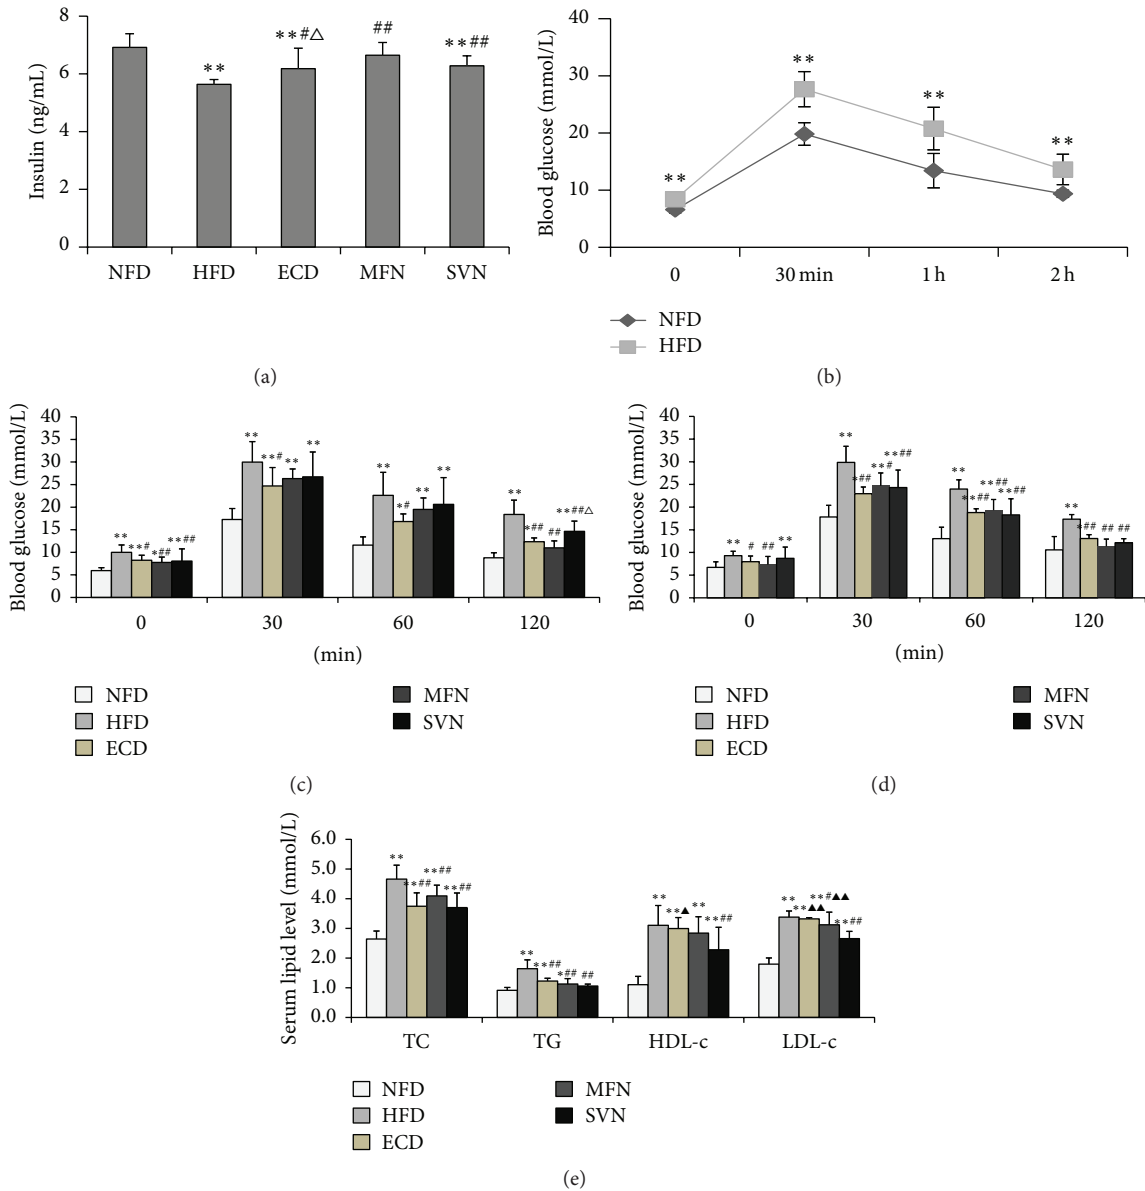 8
6
4
2
0
Insulin (ng/mL)
**
**#△
##
**##
NFD HFD ECD MFN SVN
(a)
40
30
20
10
0
Blood glucose (mmol/L)
**
**
**
**
0 30 min 1 h 2 h
NFD
HFD
(b)
40
35
30
25
20
15
10
5
0
Blood glucose (mmol/L)
** **# *## **##
** **# ** **
** *# ** **
** *## ## **##△
0 30 60 120
(min)
NFD
HFD
ECD
MFN
SVN
(c)
40
35
30
25
20
15
10
5
0
Blood glucose (mmol/L)
** # ## **
** *## **# **##
** **## **## **##
** *## ## ##
0 30 60 120
(min)
NFD
HFD
ECD
MFN
SVN
(d)
6.0
5.0
4.0
3.0
2.0
1.0
0.0
Serum lipid level (mmol/L)
** **## **## **##
** **## *## ##
** **▲ ** **##
** **▲▲ **#▲▲ **##
TC TG HDL-c LDL-c
NFD
HFD
ECD
MFN
SVN
(e)